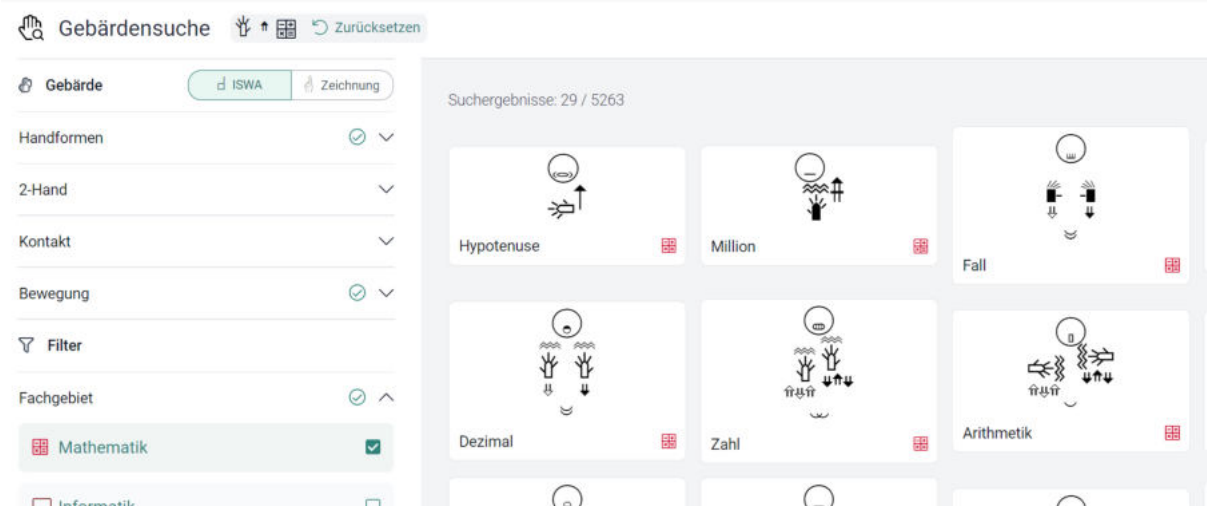 Gebärdensuche Zurücksetzen
Gebärde ISWA Zeichnung
Handformen
2-Hand
Kontakt
Bewegung
Filter
Fachgebiet
Mathematik
Informatik
Suchergebnisse: 29 / 5263
Hypotenuse
Million
Fall
Dezimal
Zahl
Arithmetik